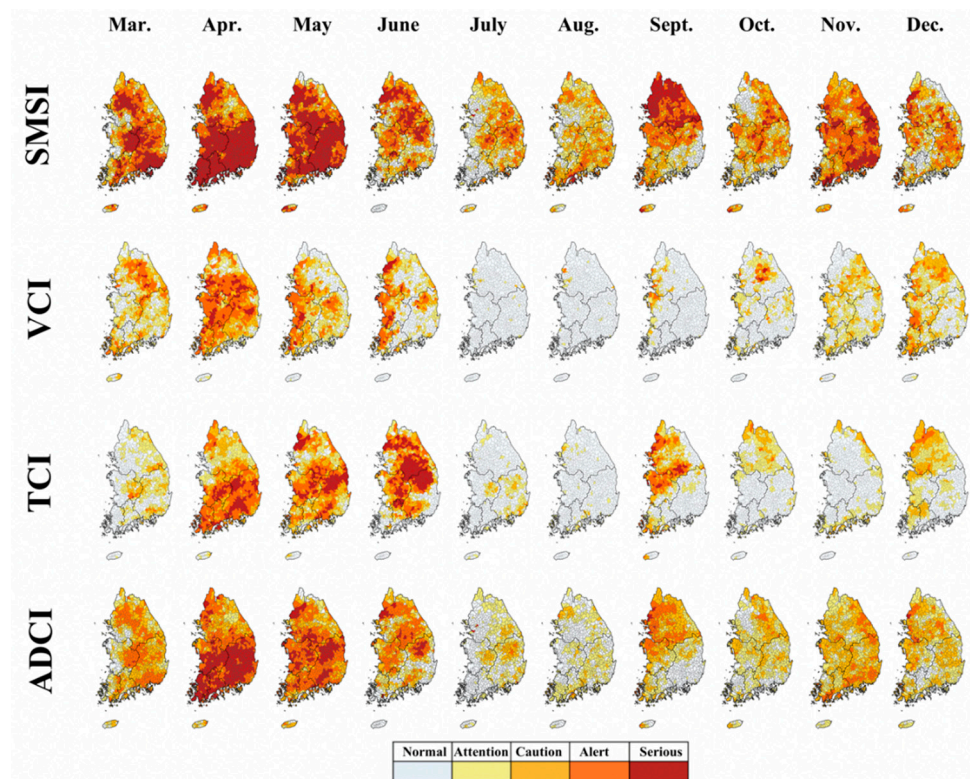 Mar. Apr. May June July Aug. Sept. Oct. Nov. Dec.
SMSI
VCI
TCI
ADCI
Normal Attention Caution Alert Serious